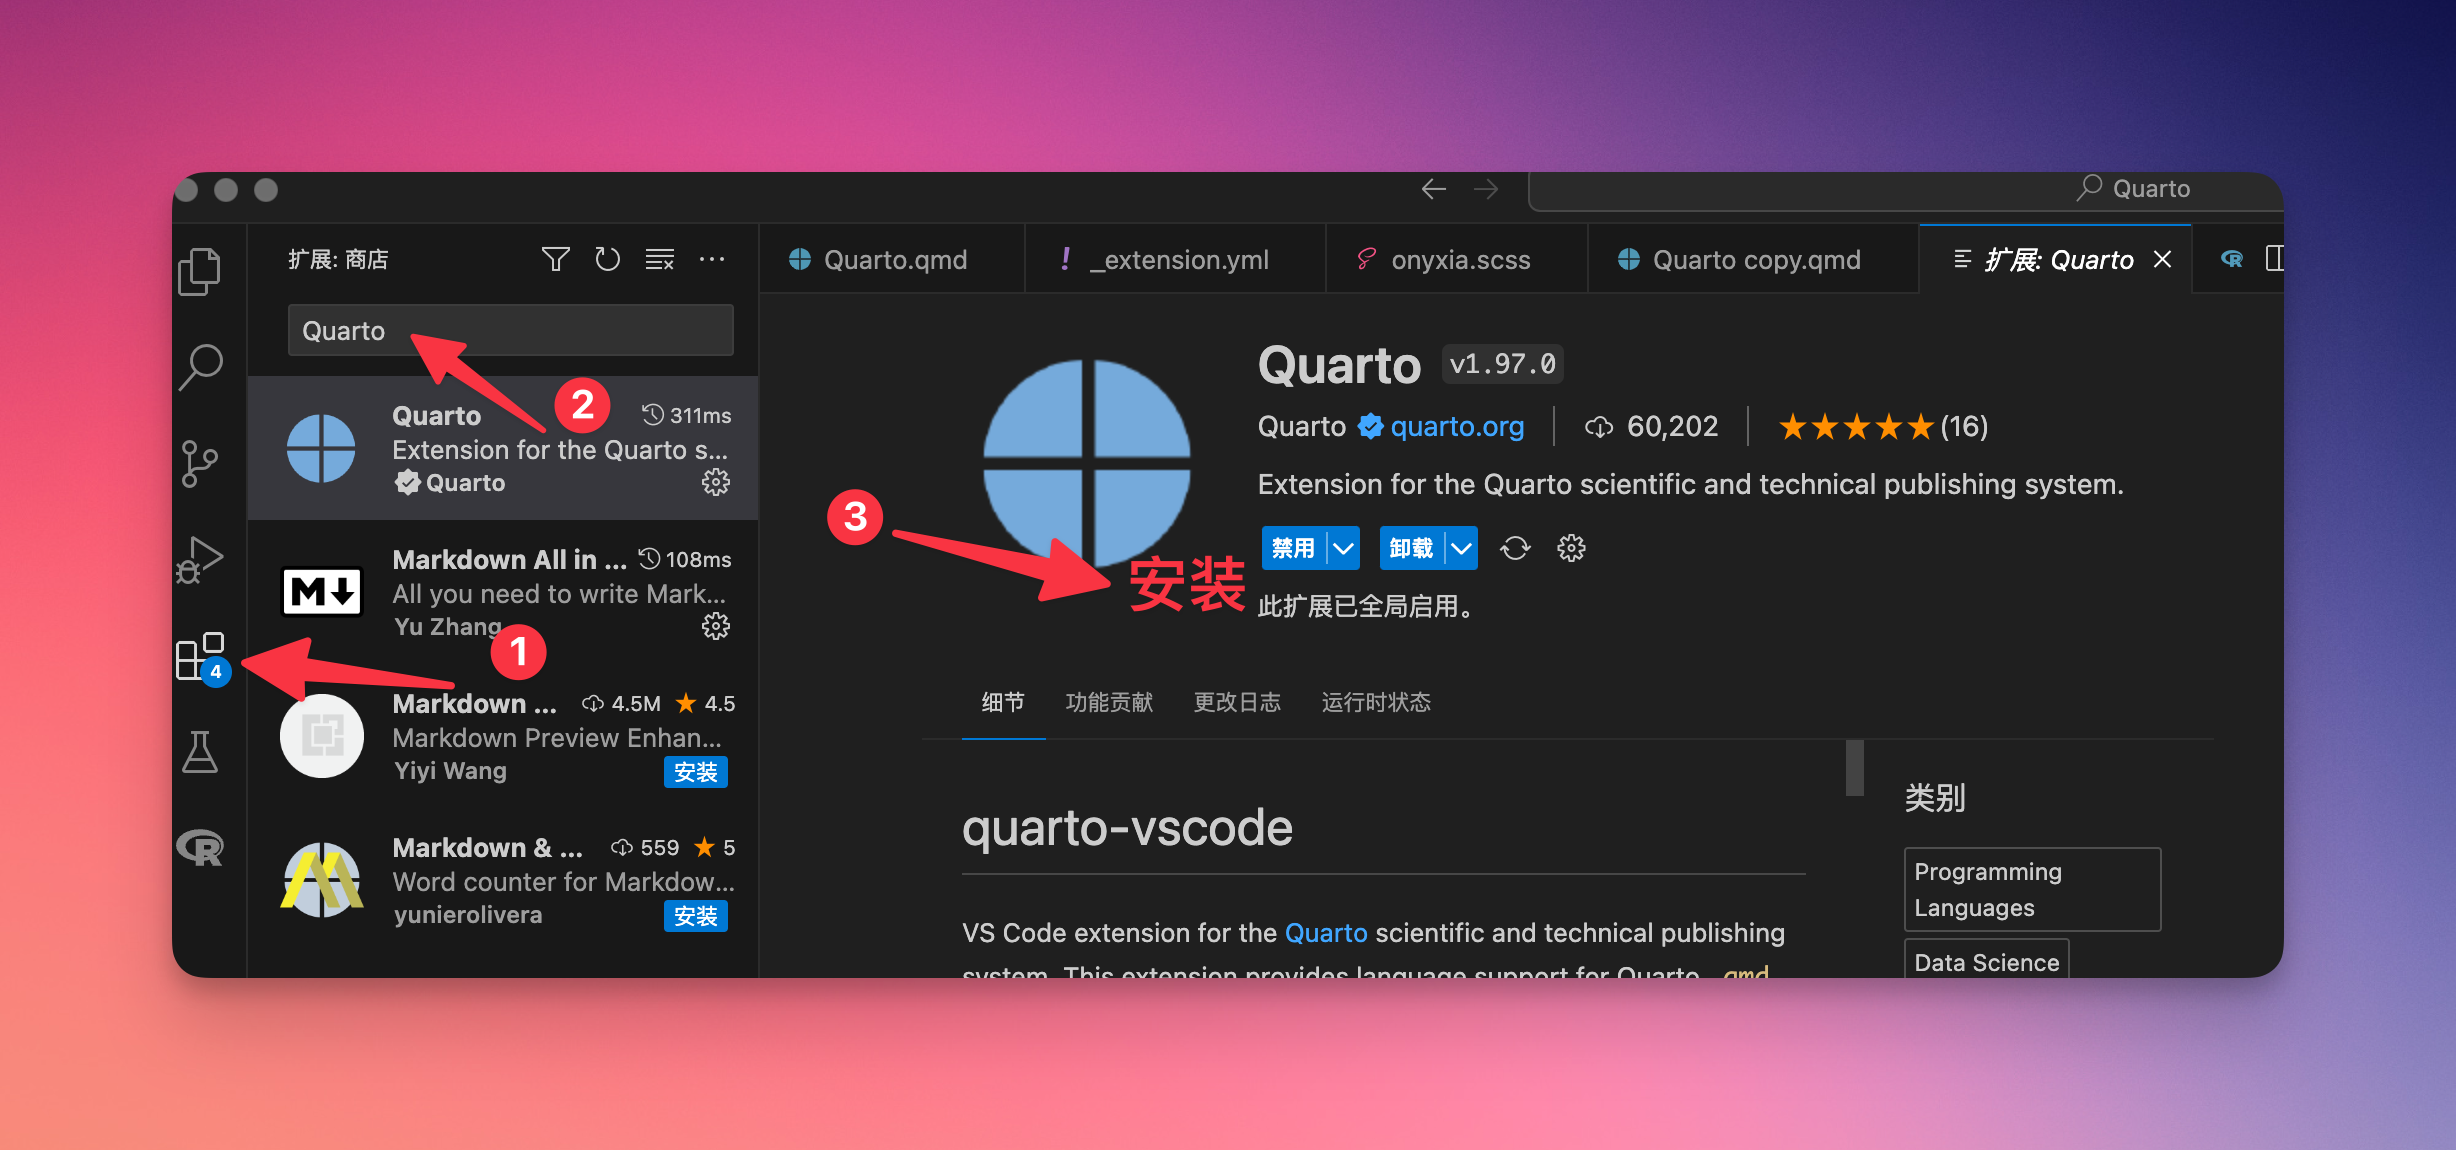 Quarto
扩展: 商店
Quarto.qmd
! _extension.yml
onyxia.scss
Quarto copy.qmd
扩展: Quarto
Quarto
2
Quarto
311ms
Extension for the Quarto s...
Quarto
Markdown All in ...
108ms
All you need to write Mark...
Yu Zhang
1
4
Markdown ...
4.5M
4.5
Markdown Preview Enhan...
Yiyi Wang
安装
Markdown & ...
559
5
Word counter for Markdow...
yunierolivera
安装
R
Quarto v1.97.0
Quarto quarto.org
60,202
(16)
Extension for the Quarto scientific and technical publishing system.
3
安装
禁用
卸载
此扩展已全局启用。
细节 功能贡献 更改日志 运行时状态
quarto-vscode
VS Code extension for the Quarto scientific and technical publishing
system. This extension provides language support for Quarto .qmd
类别
Programming
Languages
Data Science